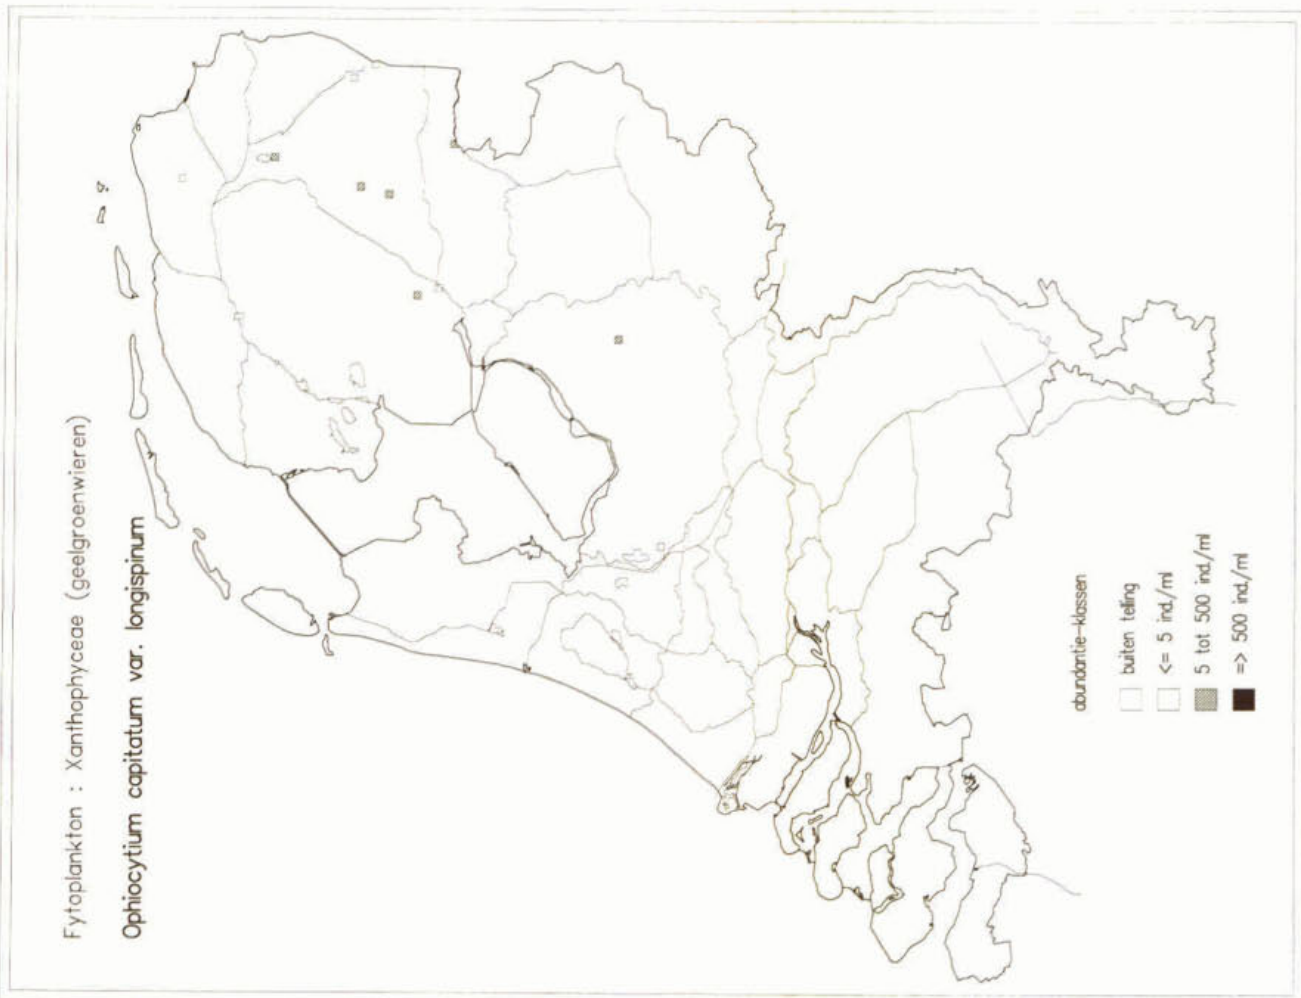 Fytoplankton : Xanthophyceae (geelgroenwieren)
Ophiocytium capitatum var. longispinum
abundantie-klassen
buiten telling
<= 5 ind./ml
5 tot 500 ind./ml
=> 500 ind./ml